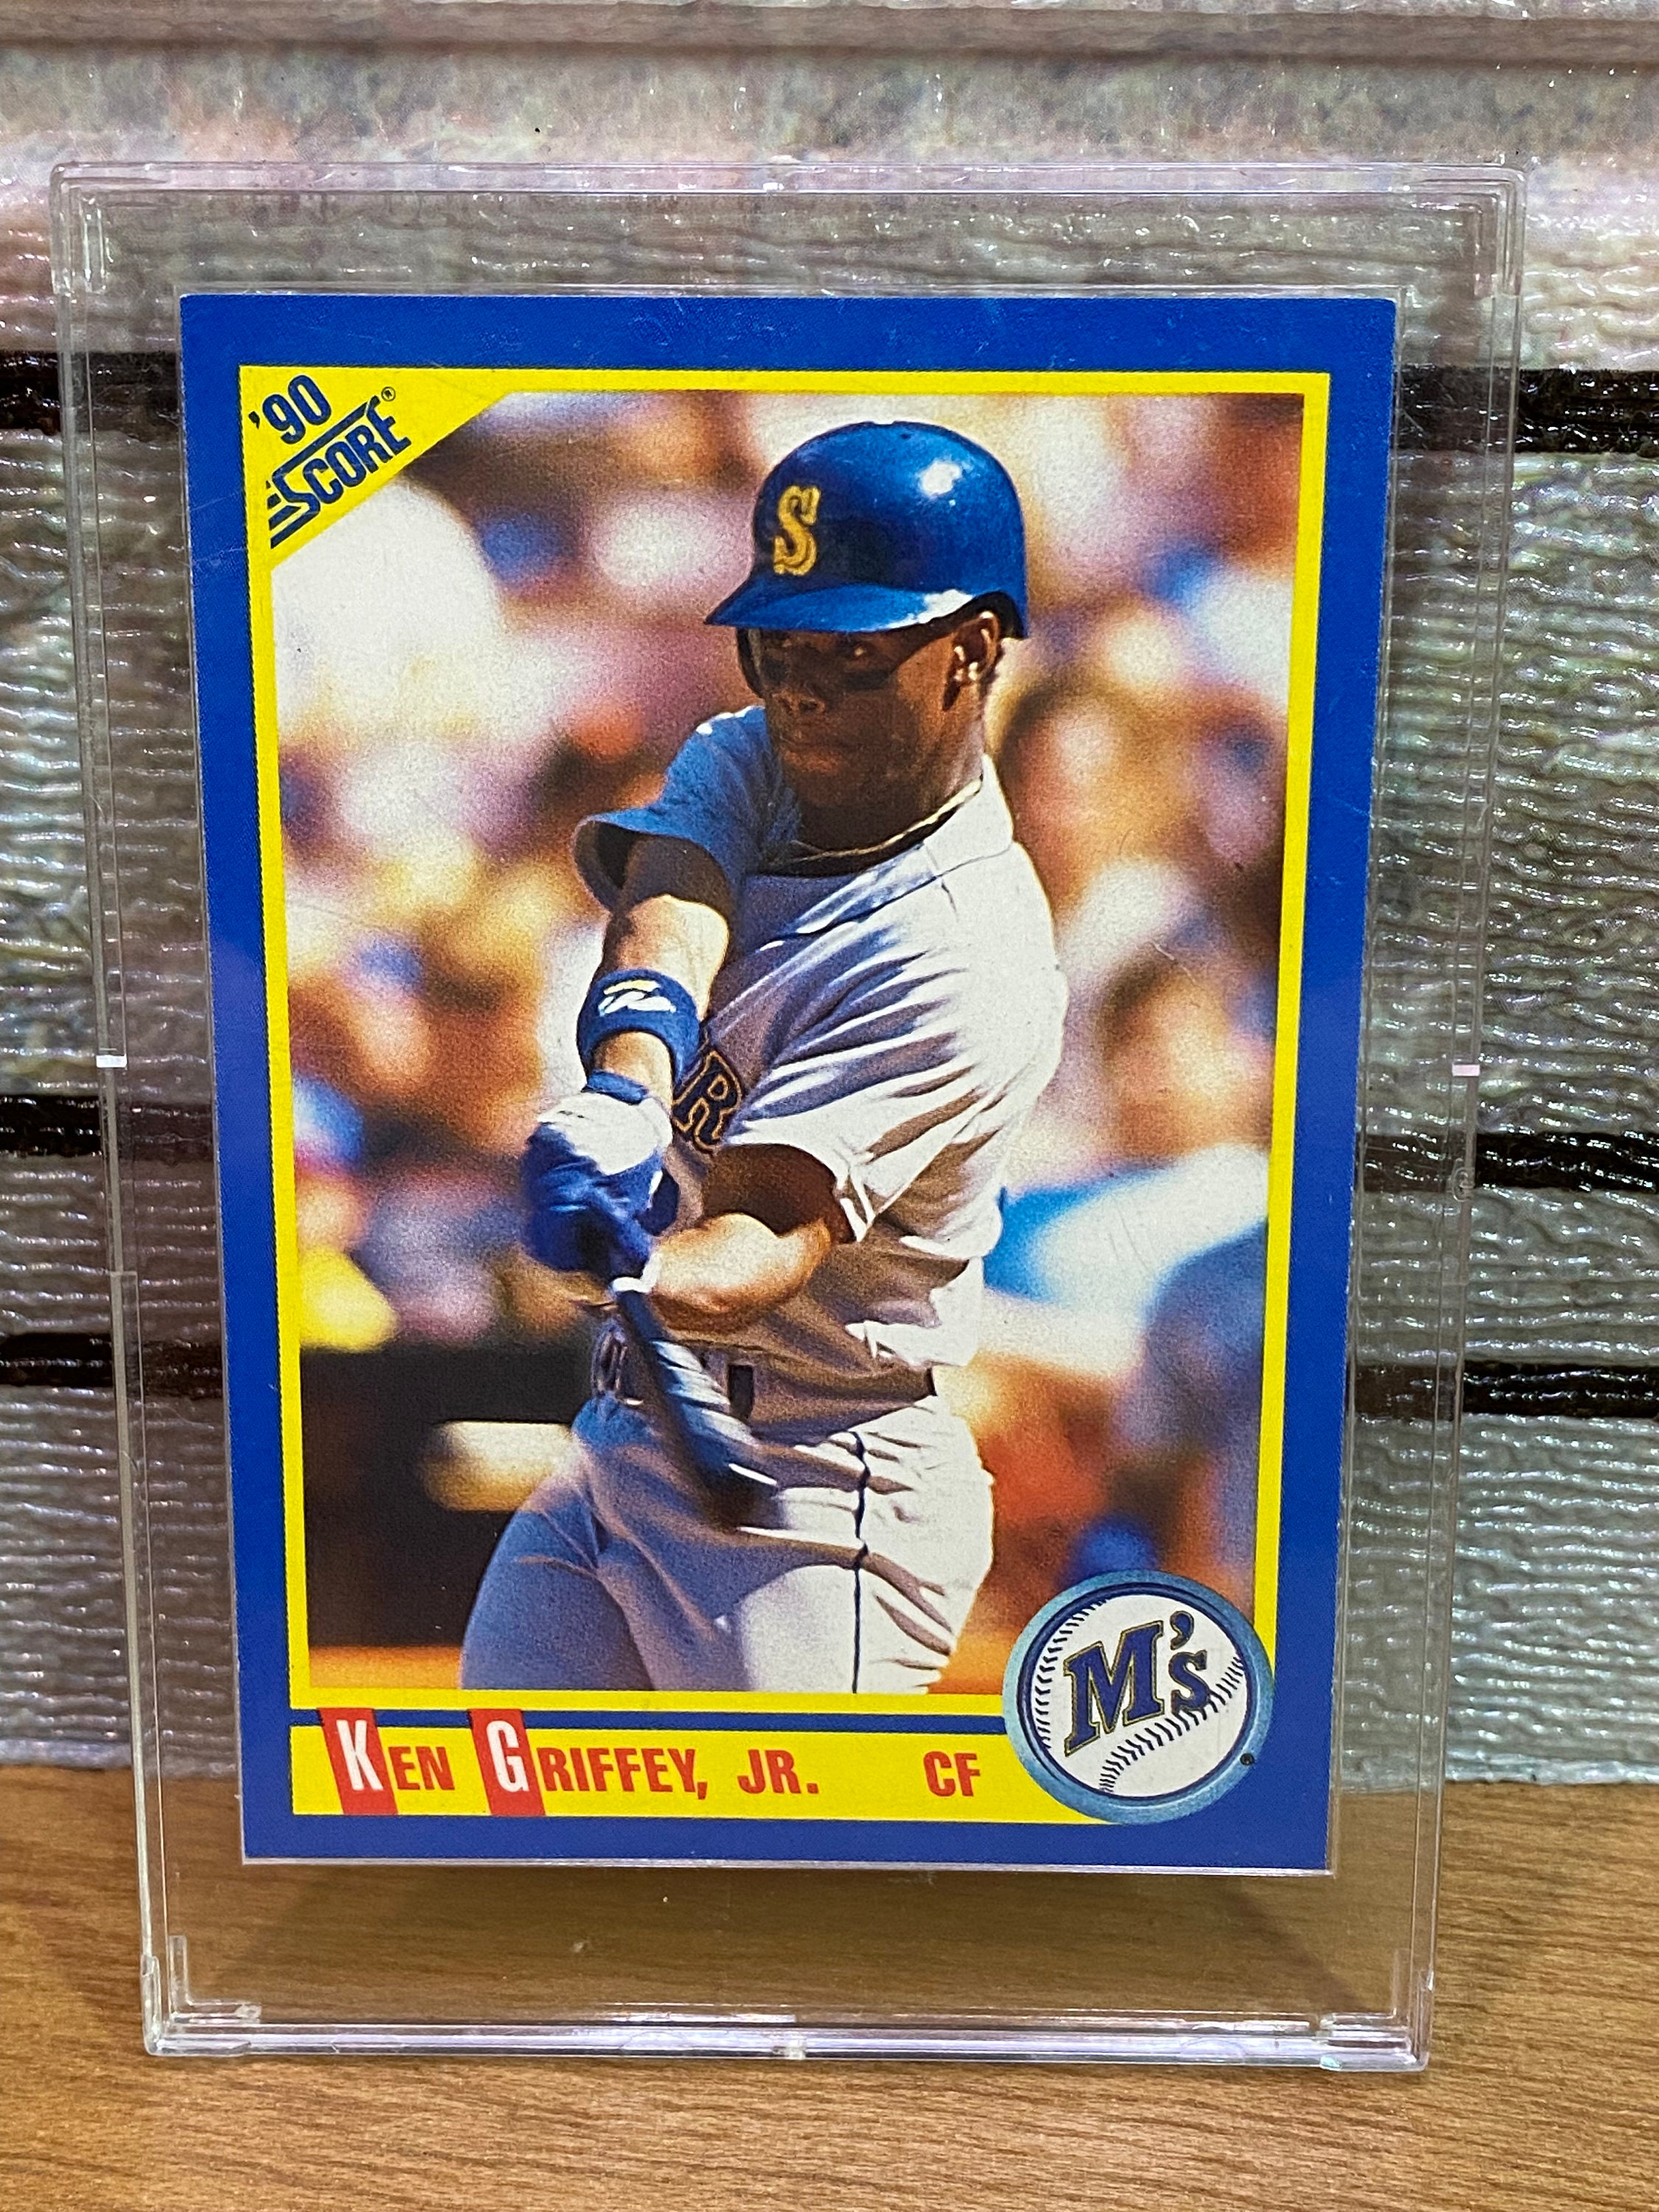 '90
SCORE®
S
R
KEN GRIFFEY, JR. CF
M's